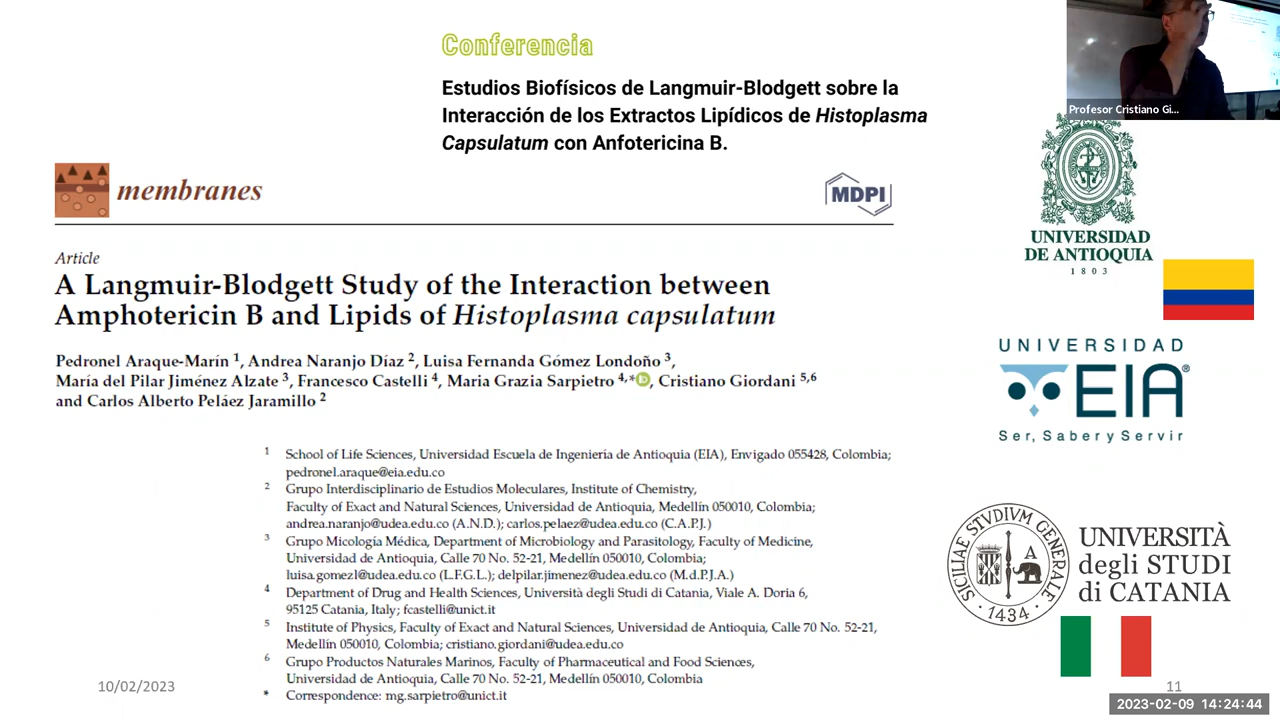 Conferencia
Estudios Biofísicos de Langmuir-Blodgett sobre la
Interacción de los Extractos Lipídicos de Histoplasma
Capsulatum con Anfotericina B.
Profesor Cristiano Gi...
membranes
MDPI
UNIVERSIDAD
DE ANTIOQUIA
1803
Article
A Langmuir-Blodgett Study of the Interaction between
Amphotericin B and Lipids of Histoplasma capsulatum
Pedronel Araque-Marín 1, Andrea Naranjo Díaz 2, Luisa Fernanda Gómez Londoño 3,
María del Pilar Jiménez Alzate 3, Francesco Castelli 4, Maria Grazia Sarpietro 4,* iD, Cristiano Giordani 5,6
and Carlos Alberto Peláez Jaramillo 2
UNIVERSIDAD
EIA®
Ser, Saber y Servir
1 School of Life Sciences, Universidad Escuela de Ingeniería de Antioquia (EIA), Envigado 055428, Colombia;
pedronel.araque@eia.edu.co
2 Grupo Interdisciplinario de Estudios Moleculares, Institute of Chemistry,
Faculty of Exact and Natural Sciences, Universidad de Antioquia, Medellín 050010, Colombia;
andrea.naranjo@udea.edu.co (A.N.D.); carlos.pelaez@udea.edu.co (C.A.P.J.)
3 Grupo Micología Médica, Department of Microbiology and Parasitology, Faculty of Medicine,
Universidad de Antioquia, Calle 70 No. 52-21, Medellín 050010, Colombia;
luisa.gomezl@udea.edu.co (L.F.G.L.); delpilar.jimenez@udea.edu.co (M.d.P.J.A.)
4 Department of Drug and Health Sciences, Università degli Studi di Catania, Viale A. Doria 6,
95125 Catania, Italy; fcastelli@unict.it
5 Institute of Physics, Faculty of Exact and Natural Sciences, Universidad de Antioquia, Calle 70 No. 52-21,
Medellín 050010, Colombia; cristiano.giordani@udea.edu.co
6 Grupo Productos Naturales Marinos, Faculty of Pharmaceutical and Food Sciences,
Universidad de Antioquia, Calle 70 No. 52-21, Medellín 050010, Colombia
* Correspondence: mg.sarpietro@unict.it
SICILIAE STVDIVM GENERALE
A
1434
UNIVERSITÀ
degli STUDI
di CATANIA
10/02/2023
11
2023-02-09 14:24:44